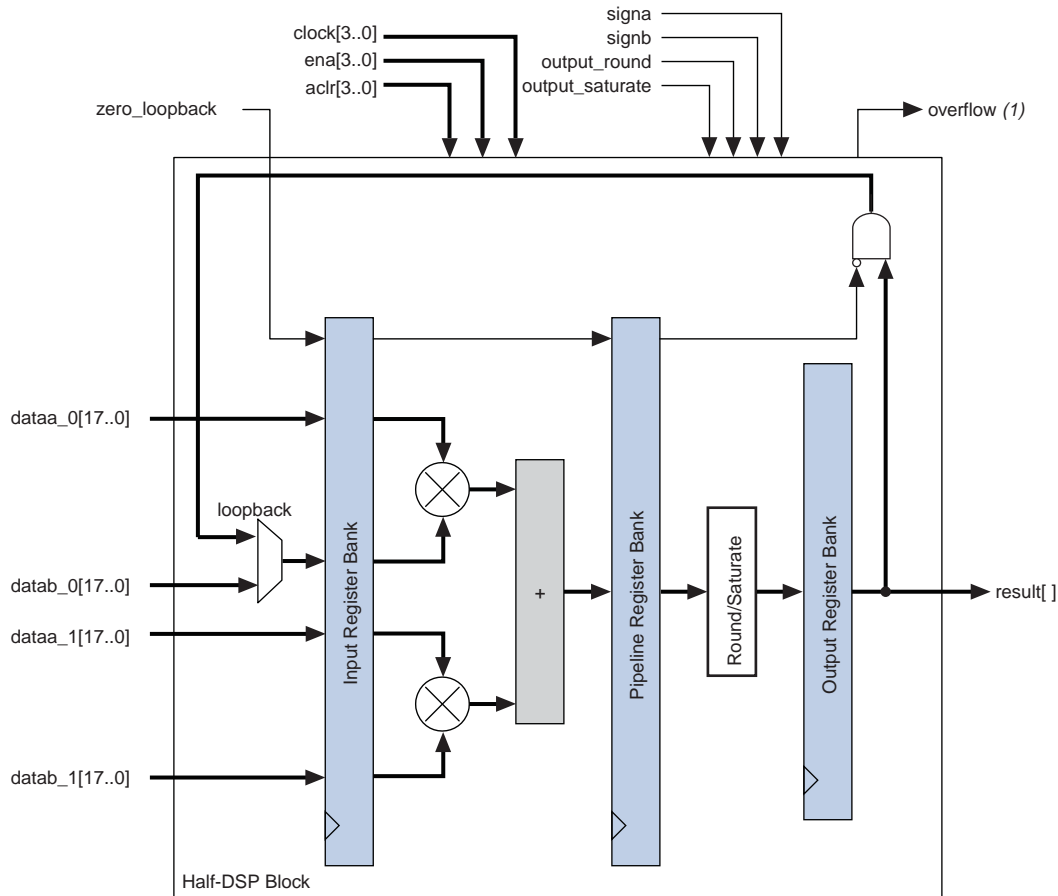 signa
clock[3..0]
signb
ena[3..0]
output_round
aclr[3..0]
output_saturate
zero_loopback
overflow (1)
dataa_0[17..0]
loopback
datab_0[17..0]
dataa_1[17..0]
datab_1[17..0]
Input Register Bank
+
Pipeline Register Bank
Round/Saturate
Output Register Bank
result[ ]
Half-DSP Block